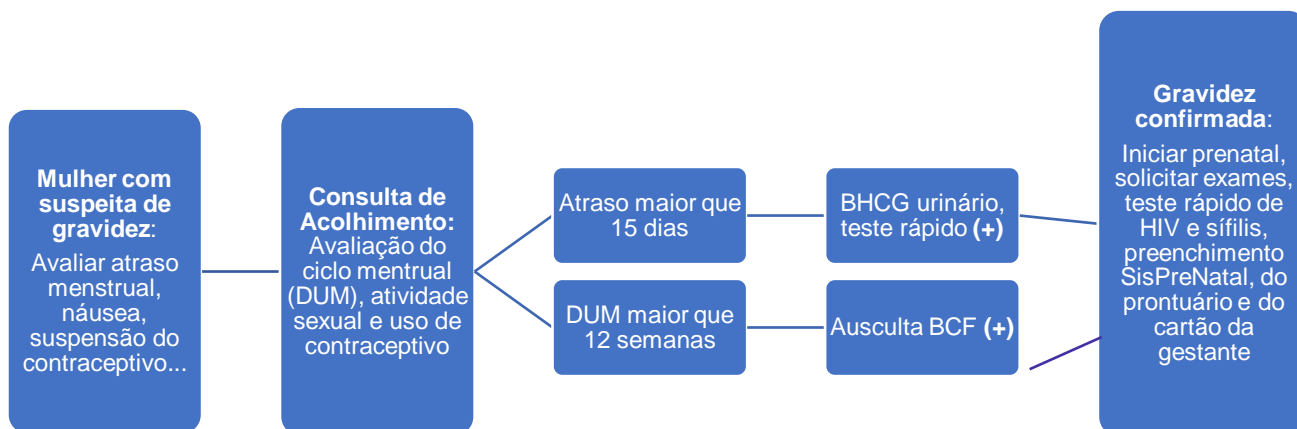 Mulher com
suspeita de
gravidez:
Avaliar atraso
menstrual,
náusea,
suspensão do
contraceptivo...
Consulta de
Acolhimento:
Avaliação do
ciclo mentrual
(DUM), atividade
sexual e uso de
contraceptivo
Atraso maior que
15 dias
BHCG urinário,
teste rápido (+)
DUM maior que
12 semanas
Ausculta BCF (+)
Gravidez
confirmada:
Iniciar prenatal,
solicitar exames,
teste rápido de
HIV e sífilis,
preenchimento
SisPreNatal, do
prontuário e do
cartão da
gestante